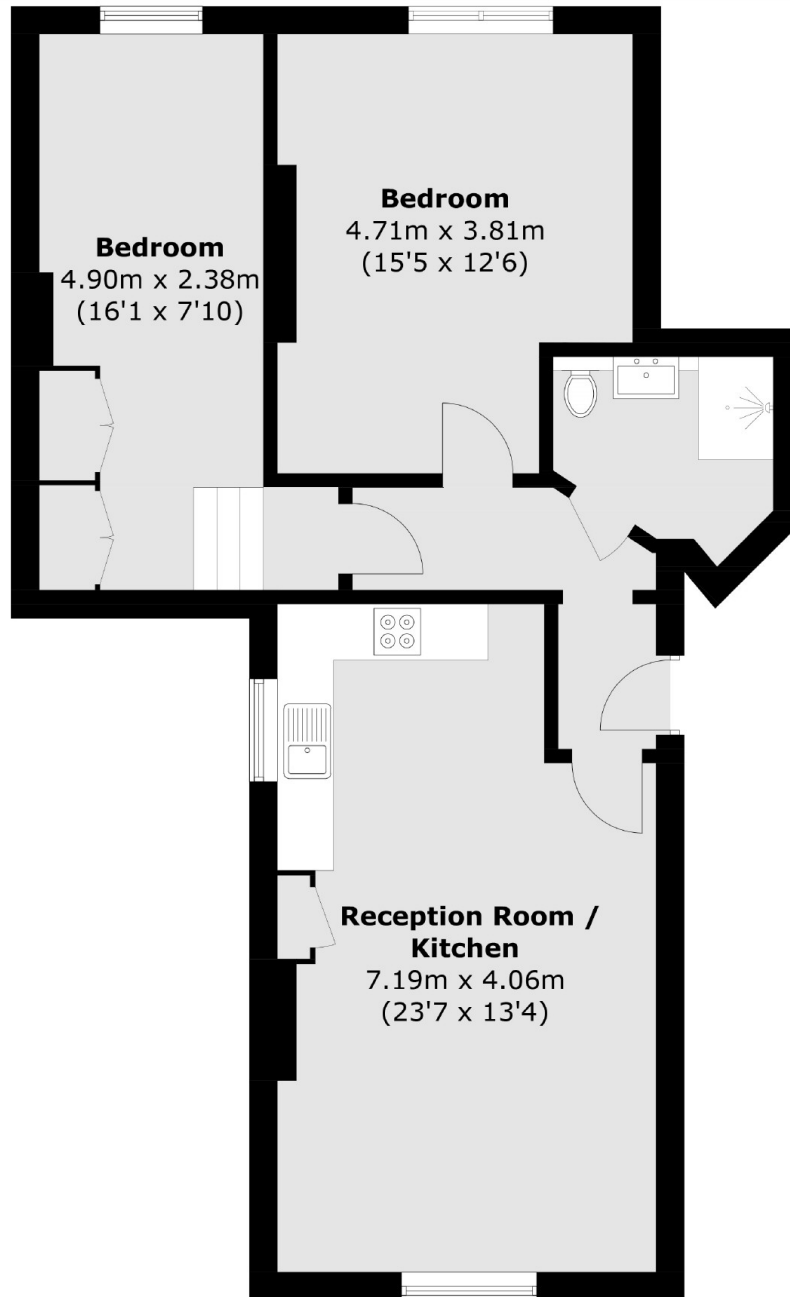 Bedroom
4.90m x 2.38m
(16'1 x 7'10)
Bedroom
4.71m x 3.81m
(15'5 x 12'6)
Reception Room /
Kitchen
7.19m x 4.06m
(23'7 x 13'4)